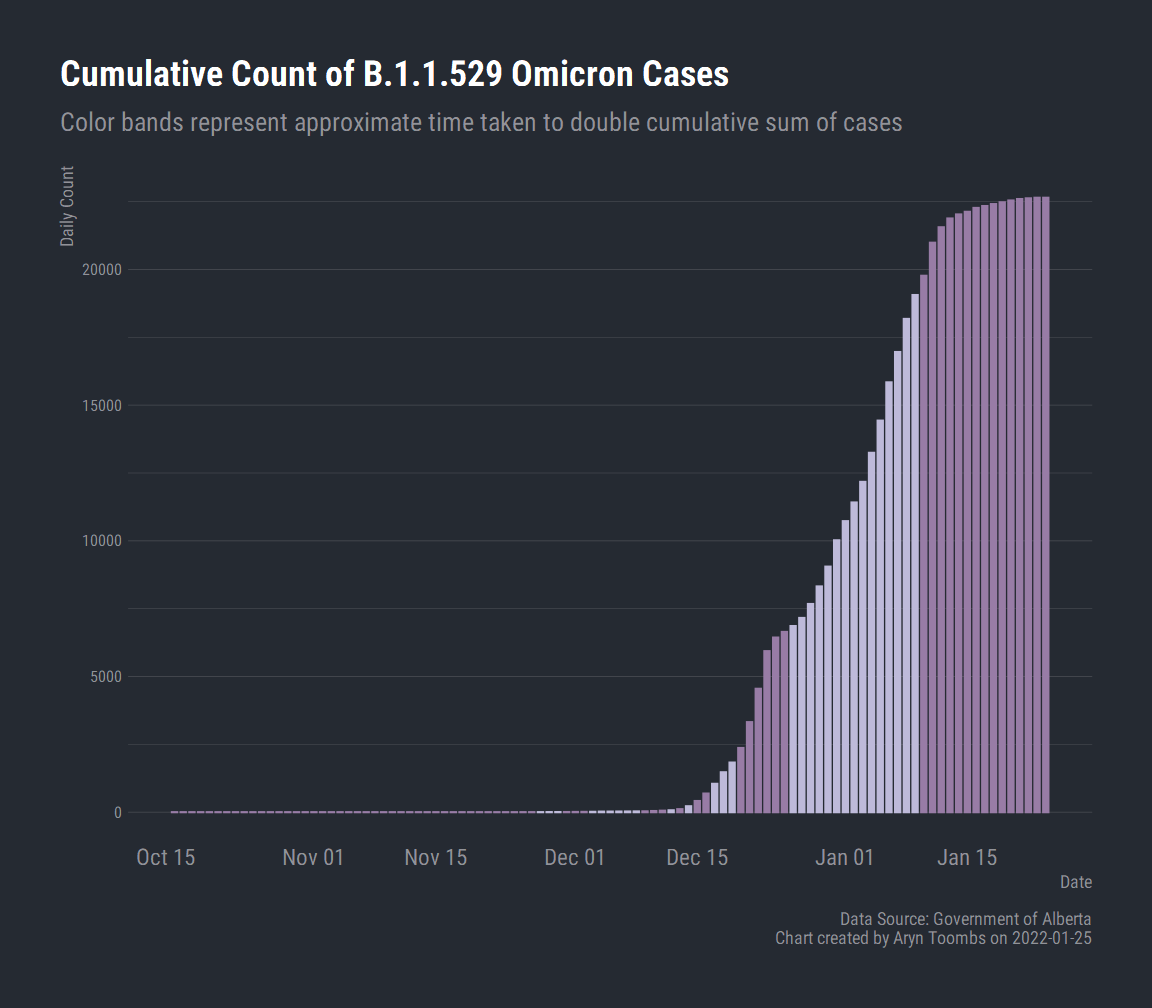 Cumulative Count of B.1.1.529 Omicron Cases
Color bands represent approximate time taken to double cumulative sum of cases
Daily Count
20000
15000
10000
5000
0
Oct 15 Nov 01 Nov 15 Dec 01 Dec 15 Jan 01 Jan 15
Date
Data Source: Government of Alberta
Chart created by Aryn Toombs on 2022-01-25